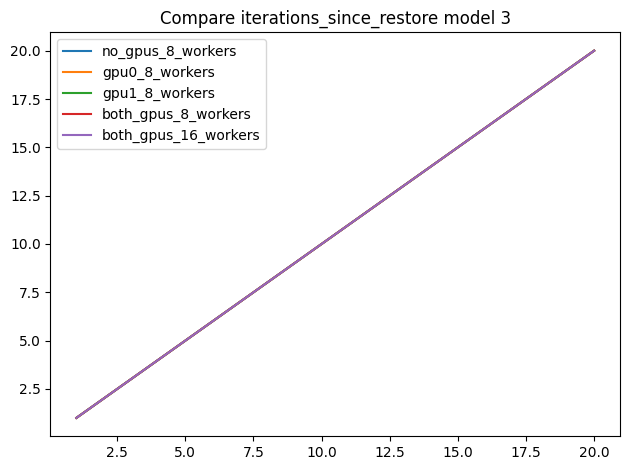 Compare iterations_since_restore model 3
no_gpus_8_workers
gpu0_8_workers
gpu1_8_workers
both_gpus_8_workers
both_gpus_16_workers
20.0
17.5
15.0
12.5
10.0
7.5
5.0
2.5
2.5 5.0 7.5 10.0 12.5 15.0 17.5 20.0